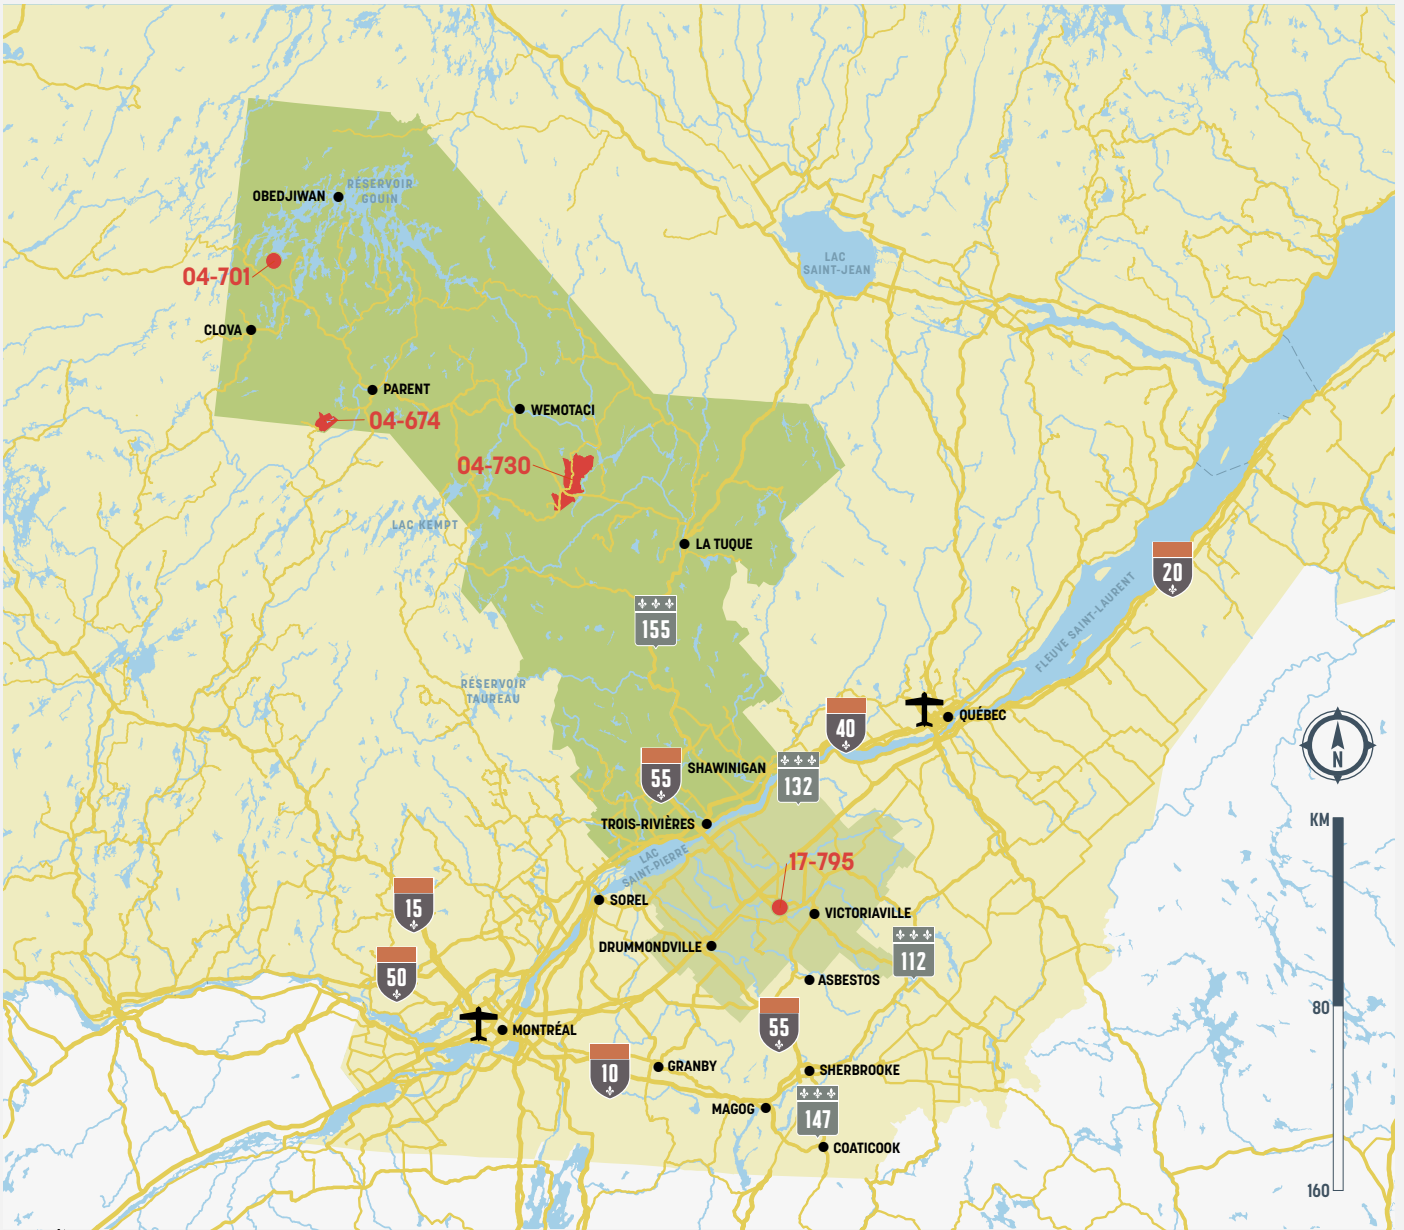 RÉSERVOIR
GOUIN
OBEDJIWAN
04-701
LAC
SAINT-JEAN
CLOVA
PARENT
WEMOTACI
04-674
04-730
LAC KEMPT
LA TUQUE
20
FLEUVE SAINT-LAURENT
155
RÉSERVOIR
TAUREAU
QUÉBEC
40
N
55
SHAWINIGAN
132
KM
TROIS-RIVIÈRES
LAC
SAINT-PIERRE
17-795
15
SOREL
VICTORIAVILLE
DRUMMONDVILLE
112
50
ASBESTOS
80
55
MONTRÉAL
10
GRANBY
SHERBROOKE
MAGOG
147
COATICOOK
160